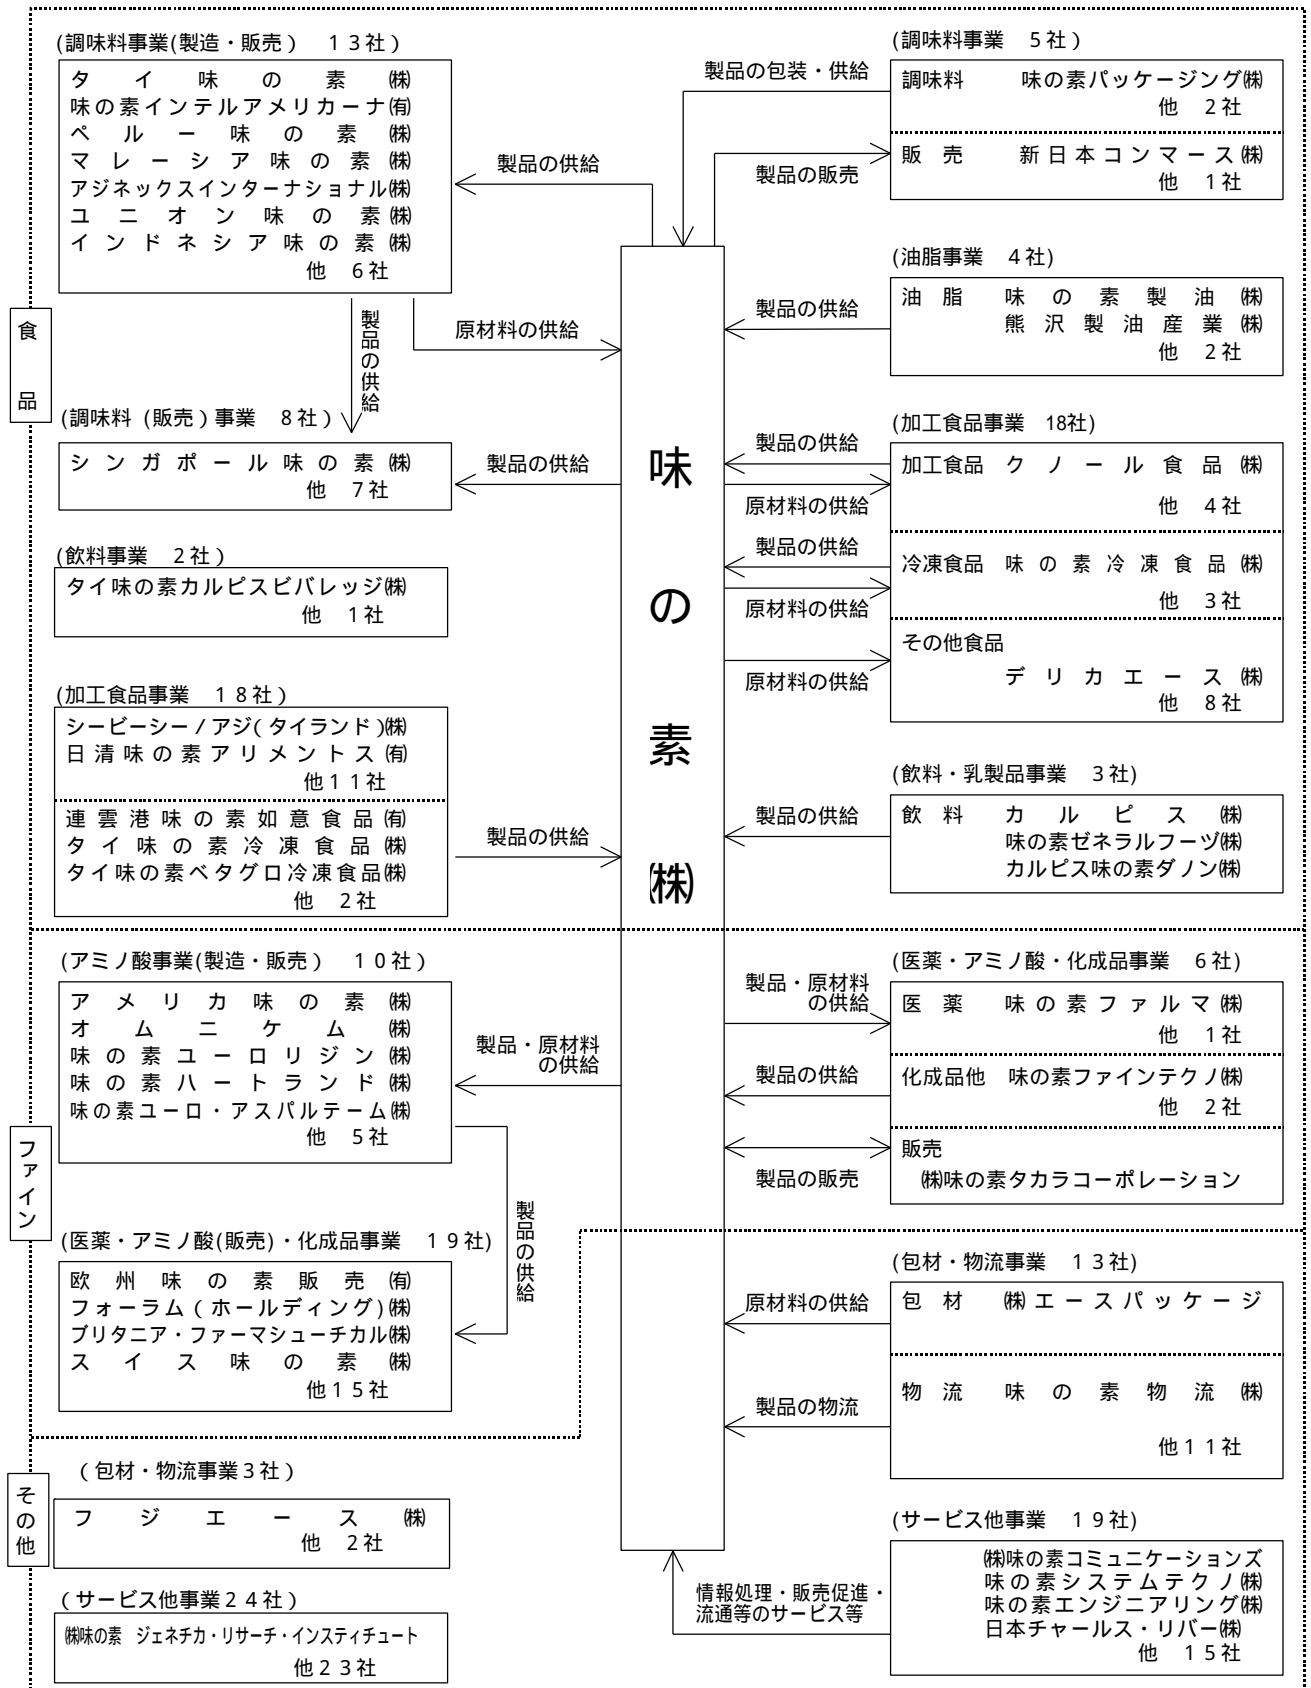 (調味料事業(製造・販売) 13社)
タイ味の素㈱
味の素インテルアメリカーナ㈲
ペルー味の素㈱
マレーシア味の素㈱
アジネックスインターナショナル㈱
ユニオン味の素㈱
インドネシア味の素㈱
他 6社
製品の供給
製品の供給
原材料の供給
食品
(調味料(販売)事業 8社)
シンガポール味の素㈱
他 7社
製品の供給
(飲料事業 2社)
タイ味の素カルピスビバレッジ㈱
他 1社
(加工食品事業 18社)
シービーシー/アジ(タイランド)㈱
日清味の素アリメントス㈲
他11社
連雲港味の素如意食品㈲
タイ味の素冷凍食品㈱
タイ味の素ベタグロ冷凍食品㈱
他 2社
製品の供給
味の素㈱
(調味料事業 5社)
調味料 味の素パッケージング㈱
他 2社
販売 新日本コンマース㈱
他 1社
製品の包装・供給
製品の販売
(油脂事業 4社)
油脂 味の素製油㈱
熊沢製油産業㈱
他 2社
製品の供給
(加工食品事業 18社)
加工食品 クノール食品㈱
他 4社
製品の供給
原材料の供給
冷凍食品 味の素冷凍食品㈱
他 3社
製品の供給
原材料の供給
その他食品
デリカエース㈱
他 8社
原材料の供給
(飲料・乳製品事業 3社)
飲料 カルピス㈱
味の素ゼネラルフーヅ㈱
カルピス味の素ダノン㈱
製品の供給
ファイン
(アミノ酸事業(製造・販売) 10社)
アメリカ味の素㈱
オムニケム㈱
味の素ユーロリジン㈱
味の素ハートランド㈱
味の素ユーロ・アスパルテーム㈱
他 5社
製品・原材料
の供給
製品の供給
(医薬・アミノ酸(販売)・化成品事業 19社)
欧州味の素販売㈲
フォーラム(ホールディング)㈱
ブリタニア・ファーマシューチカル㈱
スイス味の素㈱
他15社
(医薬・アミノ酸・化成品事業 6社)
医薬 味の素ファルマ㈱
他 1社
製品・原材料
の供給
化成品他 味の素ファインテクノ㈱
他 2社
製品の供給
販売
㈱味の素タカラコーポレーション
製品の販売
(包材・物流事業 13社)
包材 ㈱エースパッケージ
原材料の供給
物流 味の素物流㈱
他11社
製品の物流
その他
(包材・物流事業3社)
フジエース㈱
他 2社
(サービス他事業24社)
㈱味の素 ジェネチカ・リサーチ・インスティチュート
他23社
(サービス他事業 19社)
㈱味の素コミュニケーションズ
味の素システムテクノ㈱
味の素エンジニアリング㈱
日本チャールス・リバー㈱
他 15社
情報処理・販売促進・
流通等のサービス等